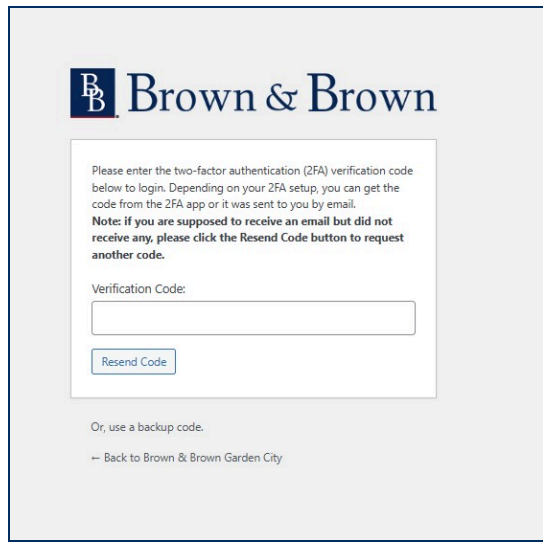 BB Brown & Brown
Please enter the two-factor authentication (2FA) verification code
below to login. Depending on your 2FA setup, you can get the
code from the 2FA app or it was sent to you by email.
Note: if you are supposed to receive an email but did not
receive any, please click the Resend Code button to request
another code.
Verification Code:
Resend Code
Or, use a backup code.
← Back to Brown & Brown Garden City